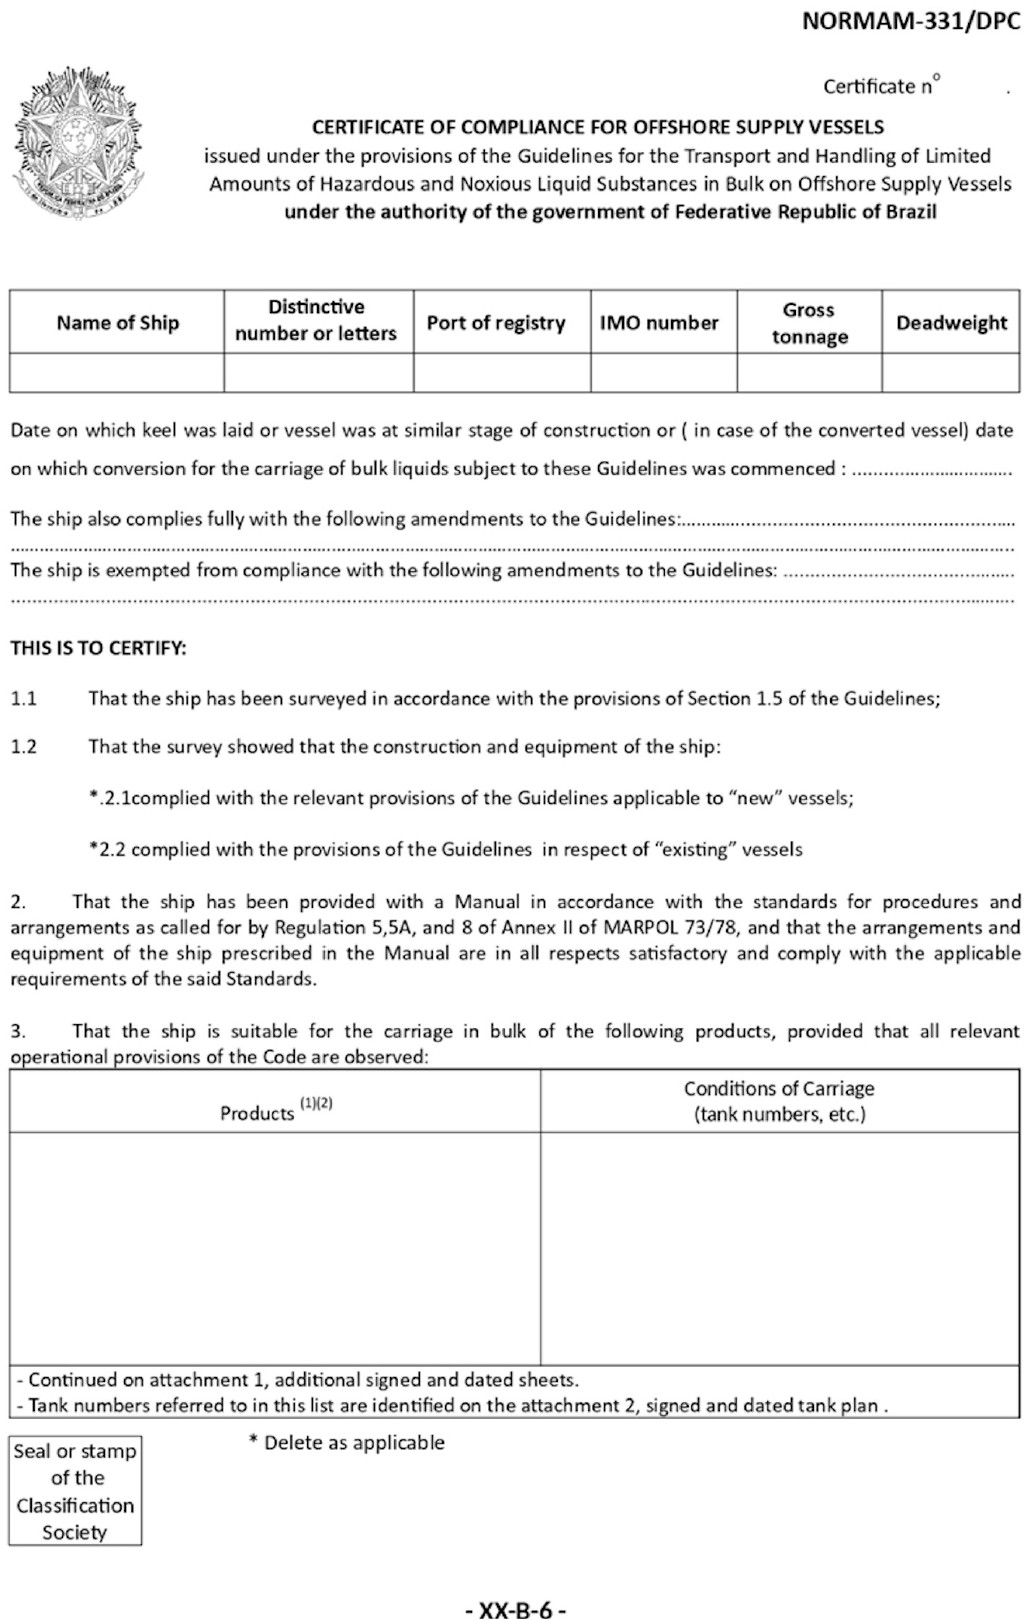 NORMAM-331/DPC
Certificate nº .
CERTIFICATE OF COMPLIANCE FOR OFFSHORE SUPPLY VESSELS
issued under the provisions of the Guidelines for the Transport and Handling of Limited
Amounts of Hazardous and Noxious Liquid Substances in Bulk on Offshore Supply Vessels
under the authority of the government of Federative Republic of Brazil
Name of Ship
Distinctive
number or letters
Port of registry
IMO number
Gross
tonnage
Deadweight
Date on which keel was laid or vessel was at similar stage of construction or ( in case of the converted vessel) date
on which conversion for the carriage of bulk liquids subject to these Guidelines was commenced : ................................
The ship also complies fully with the following amendments to the Guidelines:...................................................................
................................................................................................................................................................
The ship is exempted from compliance with the following amendments to the Guidelines: ..............................................
................................................................................................................................................................
THIS IS TO CERTIFY:
1.1 That the ship has been surveyed in accordance with the provisions of Section 1.5 of the Guidelines;
1.2 That the survey showed that the construction and equipment of the ship:
*.2.1complied with the relevant provisions of the Guidelines applicable to “new” vessels;
*2.2 complied with the provisions of the Guidelines in respect of “existing” vessels
2. That the ship has been provided with a Manual in accordance with the standards for procedures and
arrangements as called for by Regulation 5,5A, and 8 of Annex II of MARPOL 73/78, and that the arrangements and
equipment of the ship prescribed in the Manual are in all respects satisfactory and comply with the applicable
requirements of the said Standards.
3. That the ship is suitable for the carriage in bulk of the following products, provided that all relevant
operational provisions of the Code are observed:
Products (1)(2)
Conditions of Carriage
(tank numbers, etc.)
- Continued on attachment 1, additional signed and dated sheets.
- Tank numbers referred to in this list are identified on the attachment 2, signed and dated tank plan .
* Delete as applicable
Seal or stamp
of the
Classification
Society
- XX-B-6 -